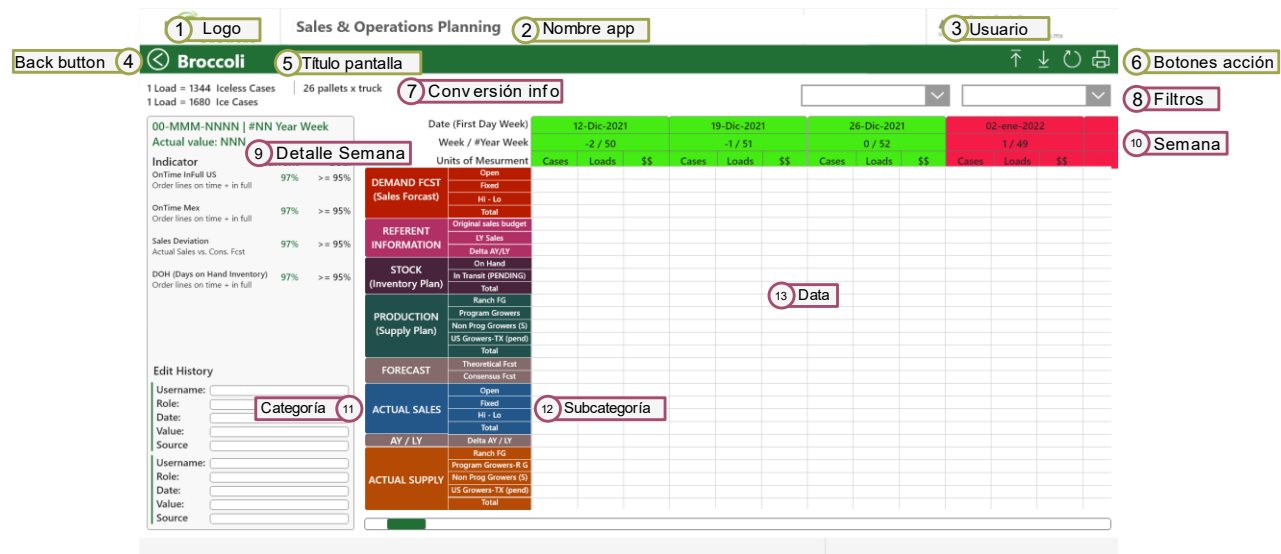 1 Logo
Sales & Operations Planning
2 Nombre app
3 Usuario
Back button 4
Broccoli
5 Título pantalla
6 Botones acción
1 Load = 1344 Iceless Cases
26 pallets x truck
1 Load = 1680 Ice Cases
7 Conversión info
8 Filtros
00-MMM-NNNN | #NN Year Week
Actual value: NNN
9 Detalle Semana
Indicator
OnTime InFull US 97% >= 95%
Order lines on time + in full
OnTime Mex 97% >= 95%
Order lines on time + in full
Sales Deviation 97% >= 95%
Actual Sales vs. Cons. Fcst
DOH (Days on Hand Inventory) 97% >= 95%
Order lines on time + in full
Edit History
Username:
Role:
Date:
Value:
Source
Username:
Role:
Date:
Value:
Source
Categoría 11
Date (First Day Week) 12-Dic-2021 19-Dic-2021 26-Dic-2021 02-ene-2022
Week / #Year Week -2 / 50 -1 / 51 0 / 52 1 / 49
10 Semana
Units of Mesurment Cases Loads $$ Cases Loads $$ Cases Loads $$ Cases Loads $$
DEMAND FCST
(Sales Forcast)
Open
Fixed
Hi - Lo
Total
REFERENT
INFORMATION
Original sales budget
LY Sales
Delta AY/LY
STOCK
(Inventory Plan)
On Hand
In Transit (PENDING)
Total
13 Data
PRODUCTION
(Supply Plan)
Ranch FG
Program Growers
Non Prog Growers (S)
US Growers-TX (pend)
Total
FORECAST
Theoretical Fcst
Consensus Fcst
ACTUAL SALES
Open
Fixed
Hi - Lo
Total
12 Subcategoría
AY / LY
Delta AY / LY
ACTUAL SUPPLY
Ranch FG
Program Growers-R G
Non Prog Growers (S)
US Growers-TX (pend)
Total